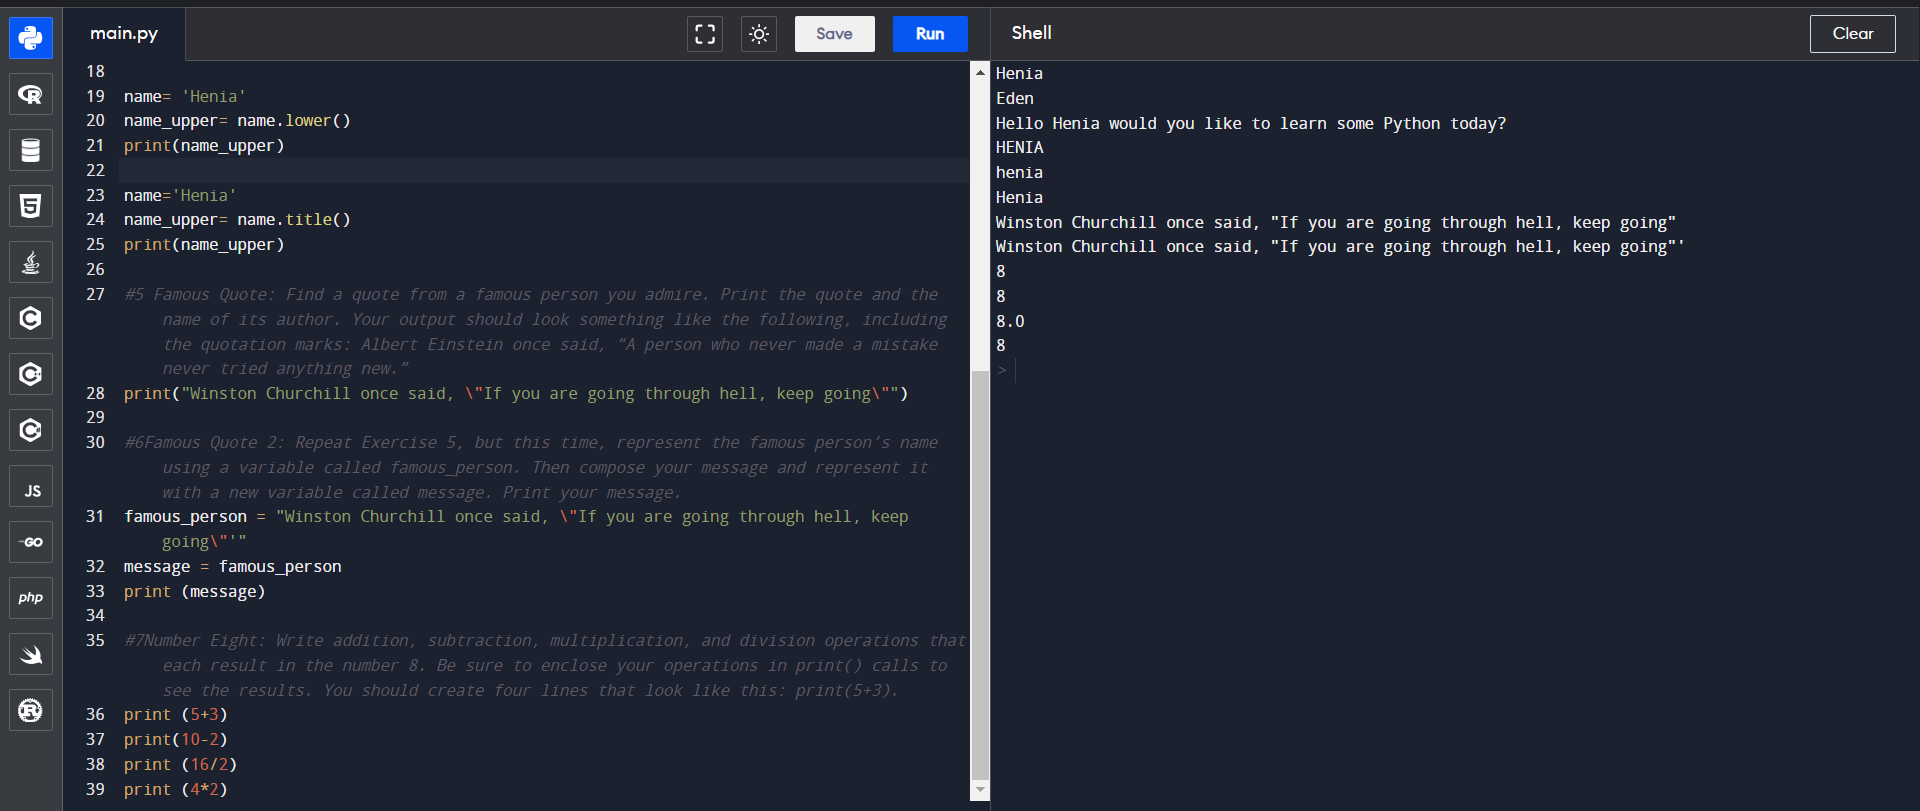 main.py
Save
Run
Shell
Clear
18
19 name= 'Henia'
20 name_upper= name.lower()
21 print(name_upper)
22
23 name='Henia'
24 name_upper= name.title()
25 print(name_upper)
26
27 #5 Famous Quote: Find a quote from a famous person you admire. Print the quote and the
name of its author. Your output should look something like the following, including
the quotation marks: Albert Einstein once said, “A person who never made a mistake
never tried anything new.”
28 print("Winston Churchill once said, \"If you are going through hell, keep going\"")
29
30 #6Famous Quote 2: Repeat Exercise 5, but this time, represent the famous person’s name
using a variable called famous_person. Then compose your message and represent it
with a new variable called message. Print your message.
31 famous_person = "Winston Churchill once said, \"If you are going through hell, keep
going\"'"
32 message = famous_person
33 print (message)
34
35 #7Number Eight: Write addition, subtraction, multiplication, and division operations that
each result in the number 8. Be sure to enclose your operations in print() calls to
see the results. You should create four lines that look like this: print(5+3).
36 print (5+3)
37 print(10-2)
38 print (16/2)
39 print (4*2)
Henia
Eden
Hello Henia would you like to learn some Python today?
HENIA
henia
Henia
Winston Churchill once said, "If you are going through hell, keep going"
Winston Churchill once said, "If you are going through hell, keep going"'
8
8
8.0
8
>
R
5
C
C
C
JS
GO
php
R